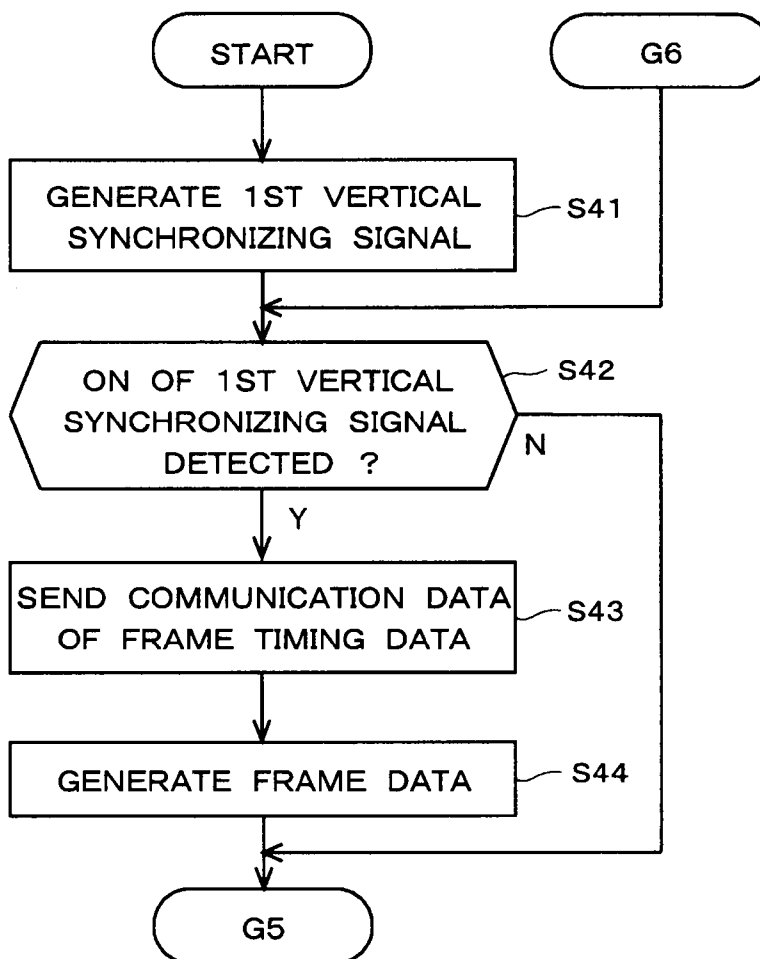 START
G6
GENERATE 1ST VERTICAL
SYNCHRONIZING SIGNAL
S41
ON OF 1ST VERTICAL
SYNCHRONIZING SIGNAL
DETECTED ?
S42
N
Y
SEND COMMUNICATION DATA
OF FRAME TIMING DATA
S43
GENERATE FRAME DATA
S44
G5